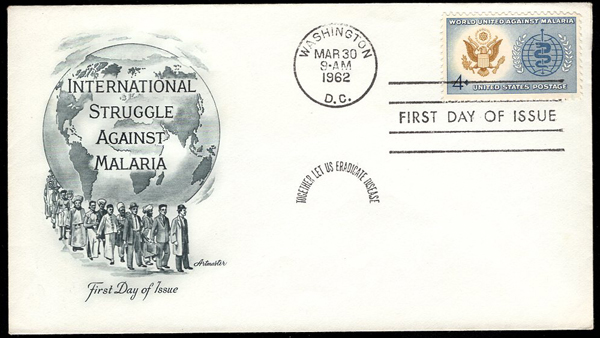 INTERNATIONAL
STRUGGLE
AGAINST
MALARIA
Artmaster
First Day of Issue
WASHINGTON
MAR 30
9-AM
1962
D.C.
WORLD UNITED AGAINST MALARIA
4¢
UNITED STATES POSTAGE
FIRST DAY OF ISSUE
TOGETHER LET US ERADICATE DISEASE